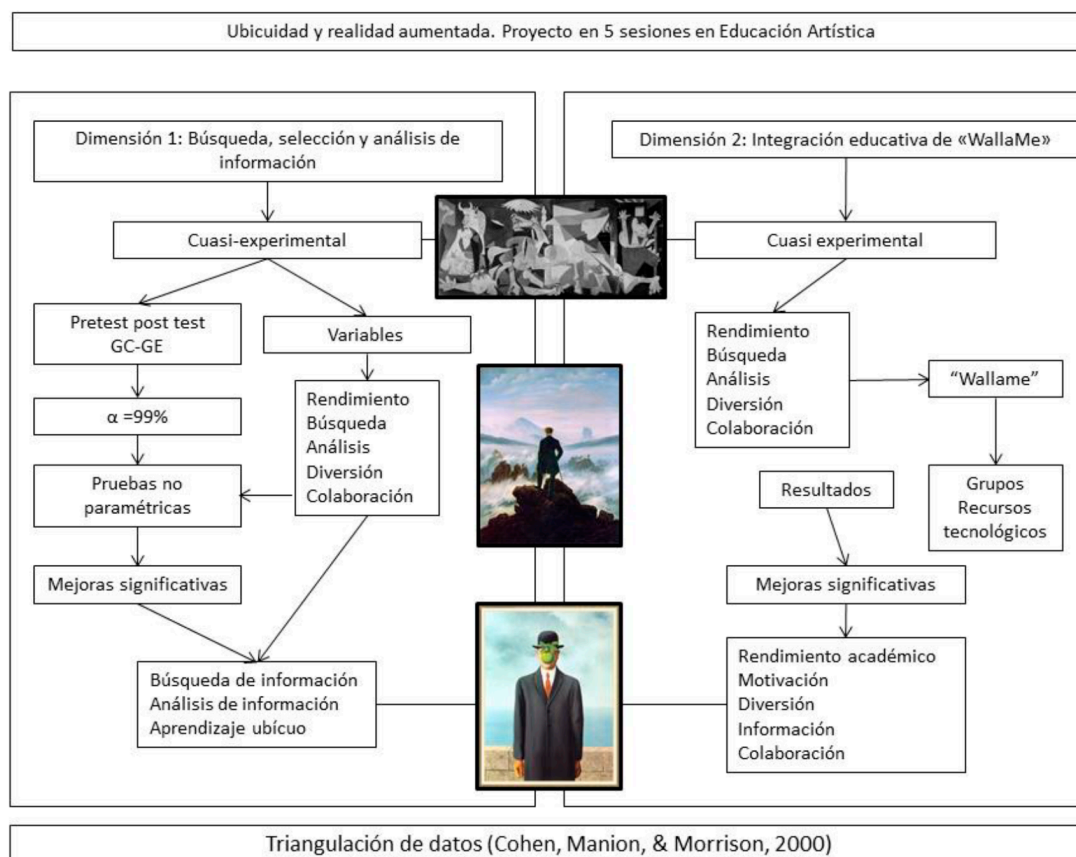 Ubicuidad y realidad aumentada. Proyecto en 5 sesiones en Educación Artística
Dimensión 1: Búsqueda, selección y análisis de
información
Cuasi-experimental
Pretest post test
GC-GE
Variables
α =99%
Rendimiento
Búsqueda
Análisis
Diversión
Colaboración
Pruebas no
paramétricas
Mejoras significativas
Búsqueda de información
Análisis de información
Aprendizaje ubícuo
Dimensión 2: Integración educativa de «WallaMe»
Cuasi experimental
Rendimiento
Búsqueda
Análisis
Diversión
Colaboración
“Wallame”
Grupos
Recursos
tecnológicos
Resultados
Mejoras significativas
Rendimiento académico
Motivación
Diversión
Información
Colaboración
Triangulación de datos (Cohen, Manion, & Morrison, 2000)